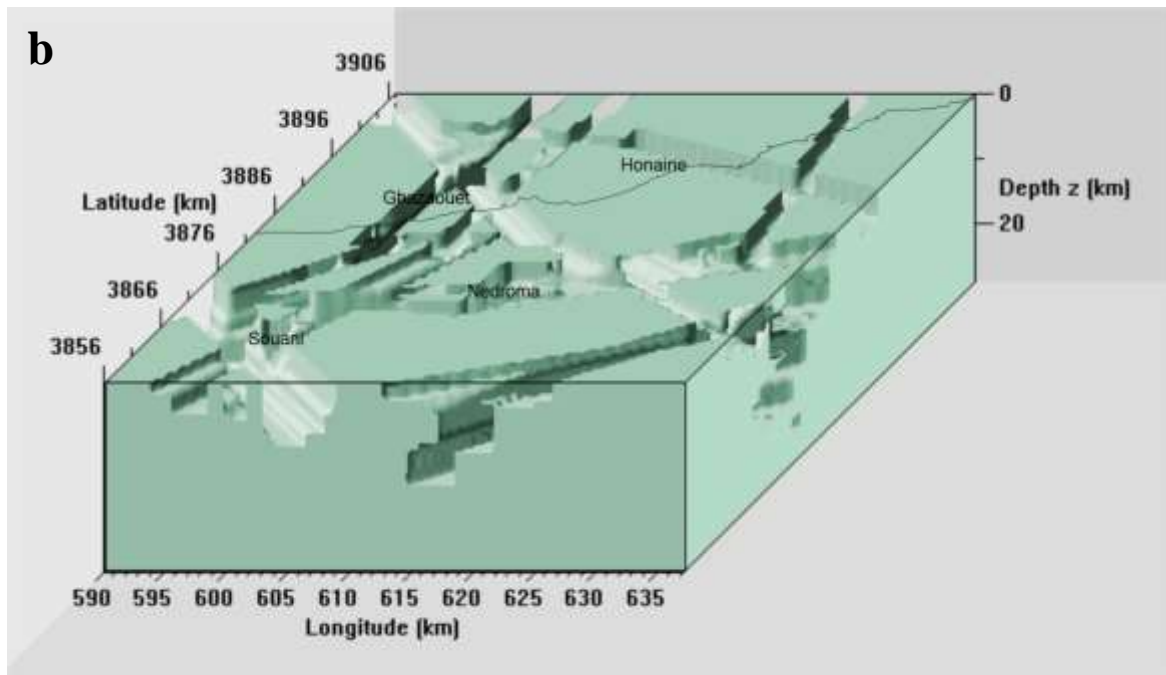 b
3906
0
3896
Honaine
3886
Ghazaouet
Depth z (km)
Latitude (km)
3876
20
3866
Nedroma
Souani
3856
590 595 600 605 610 615 620 625 630 635
Longitude (km)